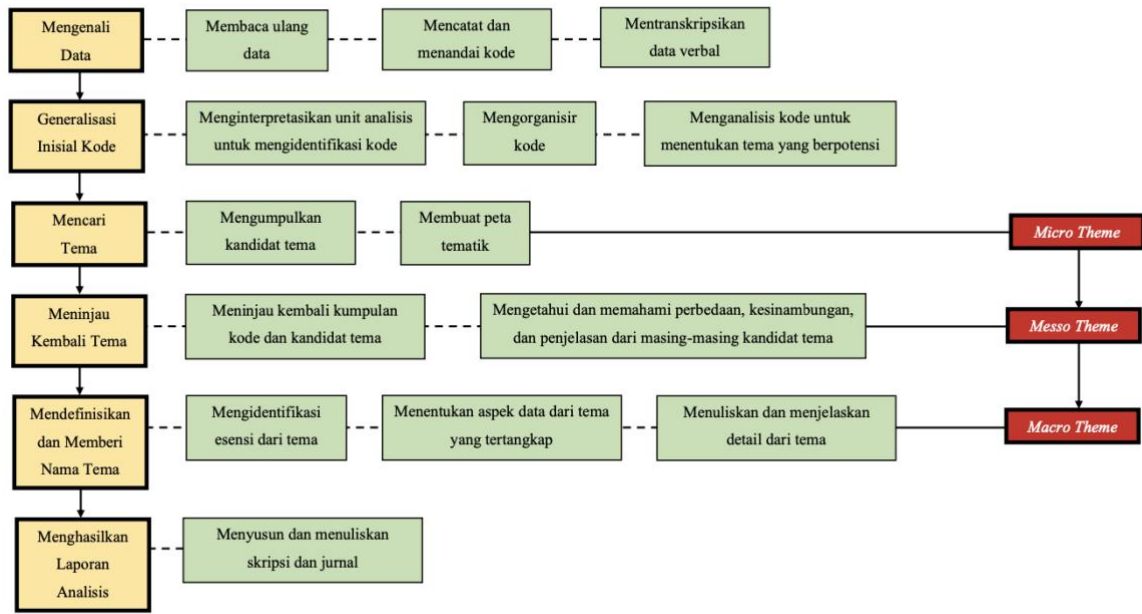 Mengenali
Data
Membaca ulang
data
Mencatat dan
menandai kode
Mentranskripsikan
data verbal
Generalisasi
Inisial Kode
Menginterpretasikan unit analisis
untuk mengidentifikasi kode
Mengorganisir
kode
Menganalisis kode untuk
menentukan tema yang berpotensi
Mencari
Tema
Mengumpulkan
kandidat tema
Membuat peta
tematik
Micro Theme
Meninjau
Kembali Tema
Meninjau kembali kumpulan
kode dan kandidat tema
Mengetahui dan memahami perbedaan, kesinambungan,
dan penjelasan dari masing-masing kandidat tema
Messo Theme
Mendefinisikan
dan Memberi
Nama Tema
Mengidentifikasi
esensi dari tema
Menentukan aspek data dari tema
yang tertangkap
Menuliskan dan menjelaskan
detail dari tema
Macro Theme
Menghasilkan
Laporan
Analisis
Menyusun dan menuliskan
skripsi dan jurnal